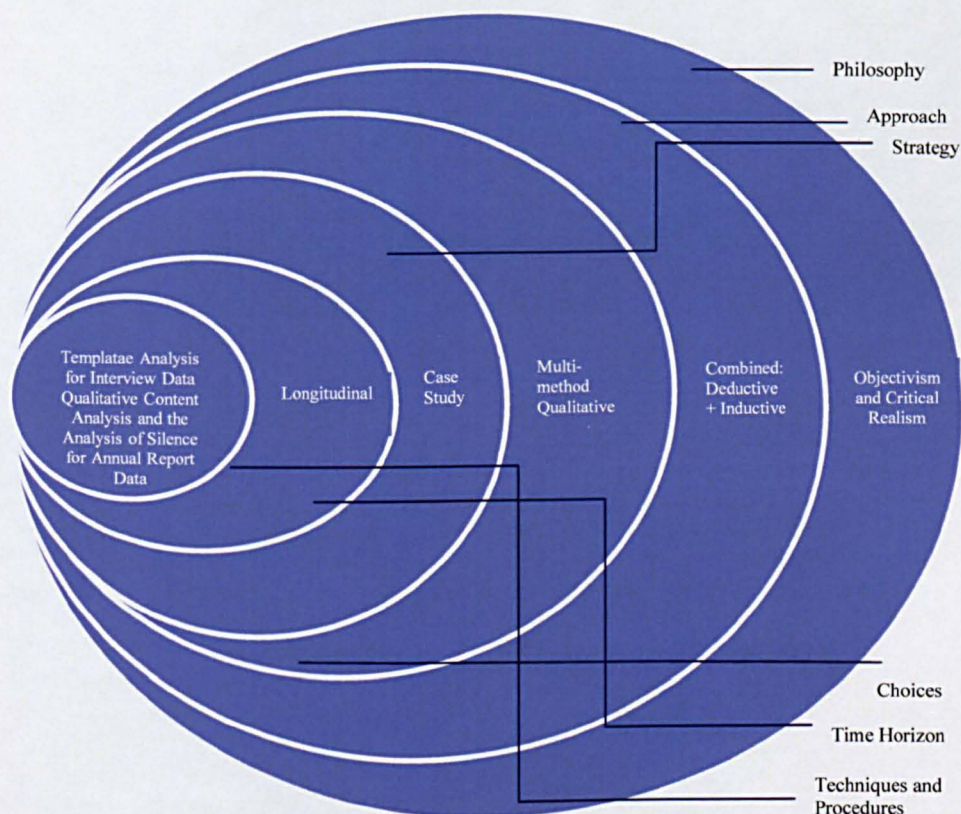 Philosophy
Approach
Strategy
Templatae Analysis
for Interview Data
Qualitative Content
Analysis and the
Analysis of Silence
for Annual Report
Data
Longitudinal
Case
Study
Multi-
method
Qualitative
Combined:
Deductive
+ Inductive
Objectivism
and Critical
Realism
Choices
Time Horizon
Techniques and
Procedures